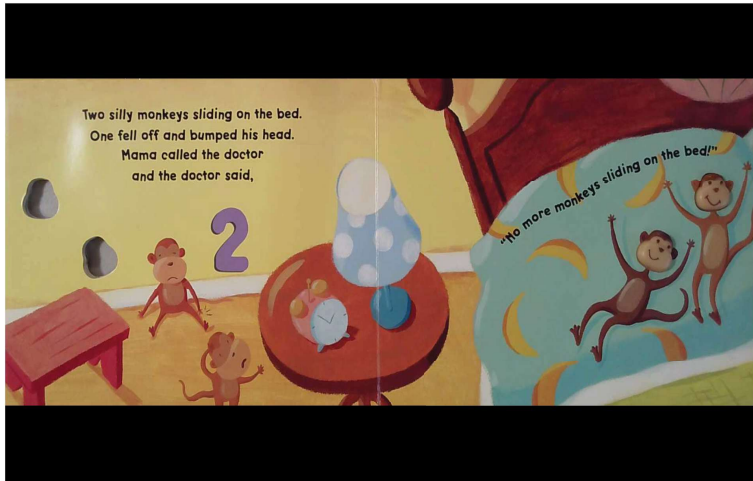 Two silly monkeys sliding on the bed.
One fell off and bumped his head.
Mama called the doctor
and the doctor said,
2
"No more monkeys sliding on the bed!"